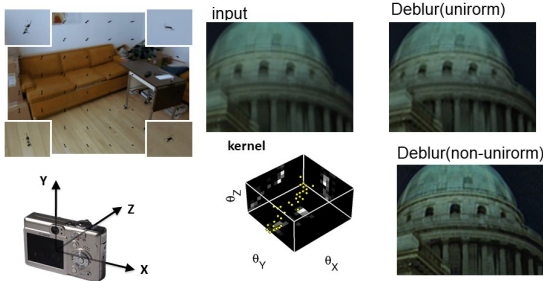 input
Deblur(unirorm)
kernel
Deblur(non-unirorm)
Y
Z
X
θZ
θY
θX